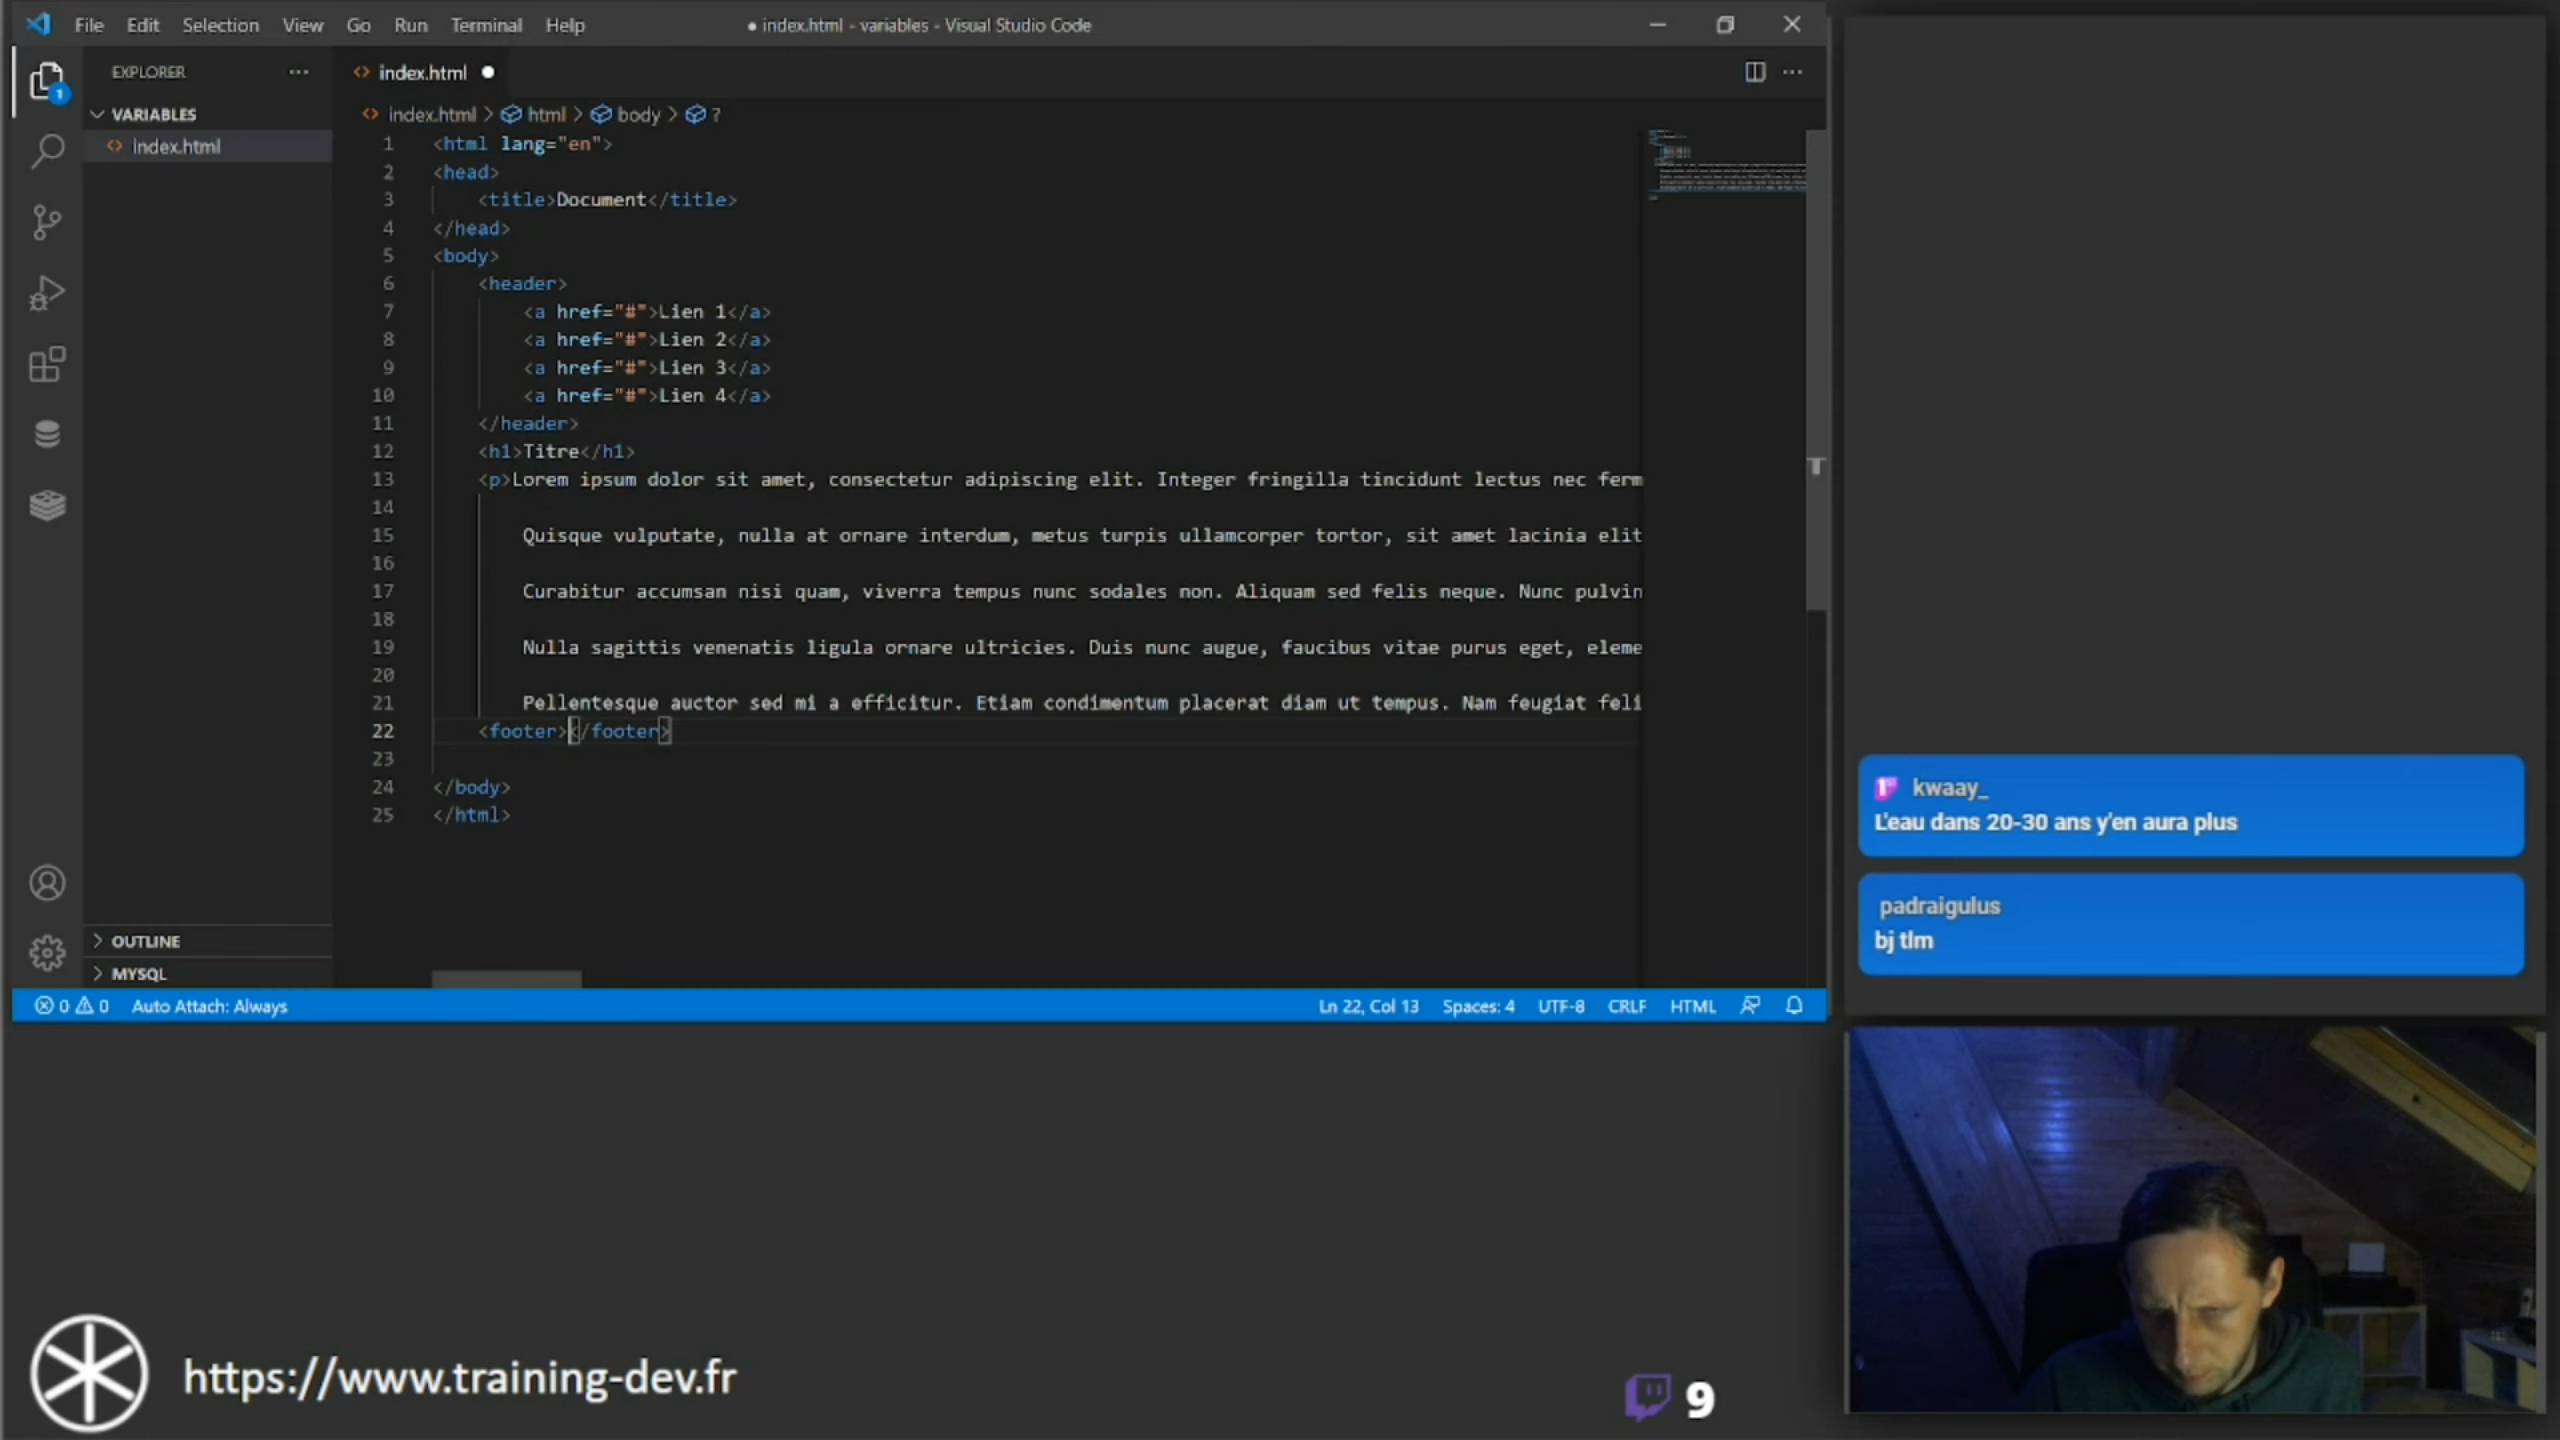 File Edit Selection View Go Run Terminal Help
● index.html - variables - Visual Studio Code
EXPLORER
1
VARIABLES
index.html
OUTLINE
MYSQL
index.html
index.html > html > body > ?
1 <html lang="en">
2 <head>
3 <title>Document</title>
4 </head>
5 <body>
6 <header>
7 <a href="#">Lien 1</a>
8 <a href="#">Lien 2</a>
9 <a href="#">Lien 3</a>
10 <a href="#">Lien 4</a>
11 </header>
12 <h1>Titre</h1>
13 <p>Lorem ipsum dolor sit amet, consectetur adipiscing elit. Integer fringilla tincidunt lectus nec ferm
14
15 Quisque vulputate, nulla at ornare interdum, metus turpis ullamcorper tortor, sit amet lacinia elit
16
17 Curabitur accumsan nisi quam, viverra tempus nunc sodales non. Aliquam sed felis neque. Nunc pulvin
18
19 Nulla sagittis venenatis ligula ornare ultricies. Duis nunc augue, faucibus vitae purus eget, eleme
20
21 Pellentesque auctor sed mi a efficitur. Etiam condimentum placerat diam ut tempus. Nam feugiat feli
22 <footer></footer>
23
24 </body>
25 </html>
0 0 Auto Attach: Always
Ln 22, Col 13 Spaces: 4 UTF-8 CRLF HTML
kwaay_
L'eau dans 20-30 ans y'en aura plus
padraigulus
bj tlm
https://www.training-dev.fr
9